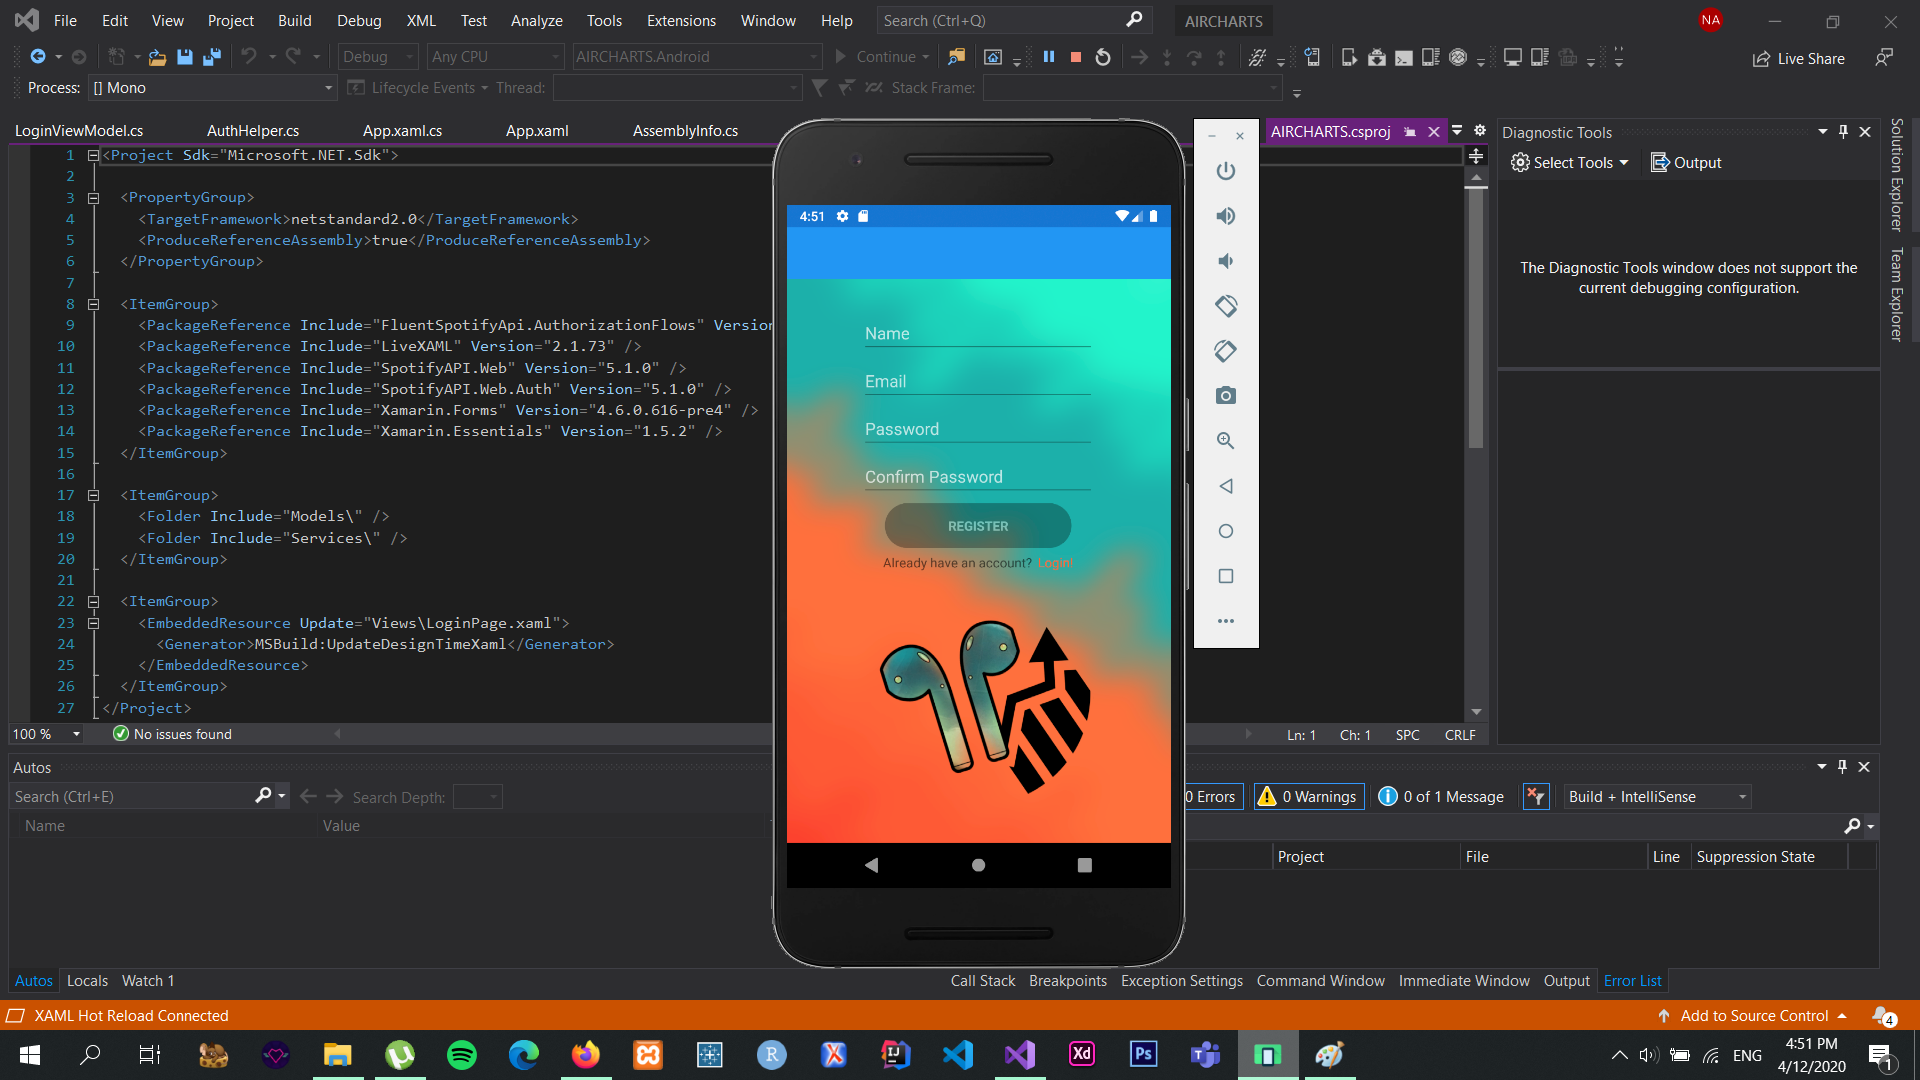 File Edit View Project Build Debug XML Test Analyze Tools Extensions Window Help Search (Ctrl+Q) AIRCHARTS NA
Debug Any CPU AIRCHARTS.Android Continue Live Share
Process: [] Mono Lifecycle Events Thread: Stack Frame:
LoginViewModel.cs AuthHelper.cs App.xaml.cs App.xaml AssemblyInfo.cs AIRCHARTS.csproj
1 <Project Sdk="Microsoft.NET.Sdk">
2
3 <PropertyGroup>
4 <TargetFramework>netstandard2.0</TargetFramework>
5 <ProduceReferenceAssembly>true</ProduceReferenceAssembly>
6 </PropertyGroup>
7
8 <ItemGroup>
9 <PackageReference Include="FluentSpotifyApi.AuthorizationFlows" Version
10 <PackageReference Include="LiveXAML" Version="2.1.73" />
11 <PackageReference Include="SpotifyAPI.Web" Version="5.1.0" />
12 <PackageReference Include="SpotifyAPI.Web.Auth" Version="5.1.0" />
13 <PackageReference Include="Xamarin.Forms" Version="4.6.0.616-pre4" />
14 <PackageReference Include="Xamarin.Essentials" Version="1.5.2" />
15 </ItemGroup>
16
17 <ItemGroup>
18 <Folder Include="Models\" />
19 <Folder Include="Services\" />
20 </ItemGroup>
21
22 <ItemGroup>
23 <EmbeddedResource Update="Views\LoginPage.xaml">
24 <Generator>MSBuild:UpdateDesignTimeXaml</Generator>
25 </EmbeddedResource>
26 </ItemGroup>
27 </Project>
100 % No issues found Ln: 1 Ch: 1 SPC CRLF
4:51
Name
Email
Password
Confirm Password
REGISTER
Already have an account? Login!
Diagnostic Tools
Select Tools Output
The Diagnostic Tools window does not support the
current debugging configuration.
Solution Explorer
Team Explorer
Autos
Search (Ctrl+E) Search Depth:
Name Value
0 Errors 0 Warnings 0 of 1 Message Build + IntelliSense
Project File Line Suppression State
Autos Locals Watch 1
Call Stack Breakpoints Exception Settings Command Window Immediate Window Output Error List
XAML Hot Reload Connected Add to Source Control 4
R Xd Ps ENG 4:51 PM
4/12/2020 1